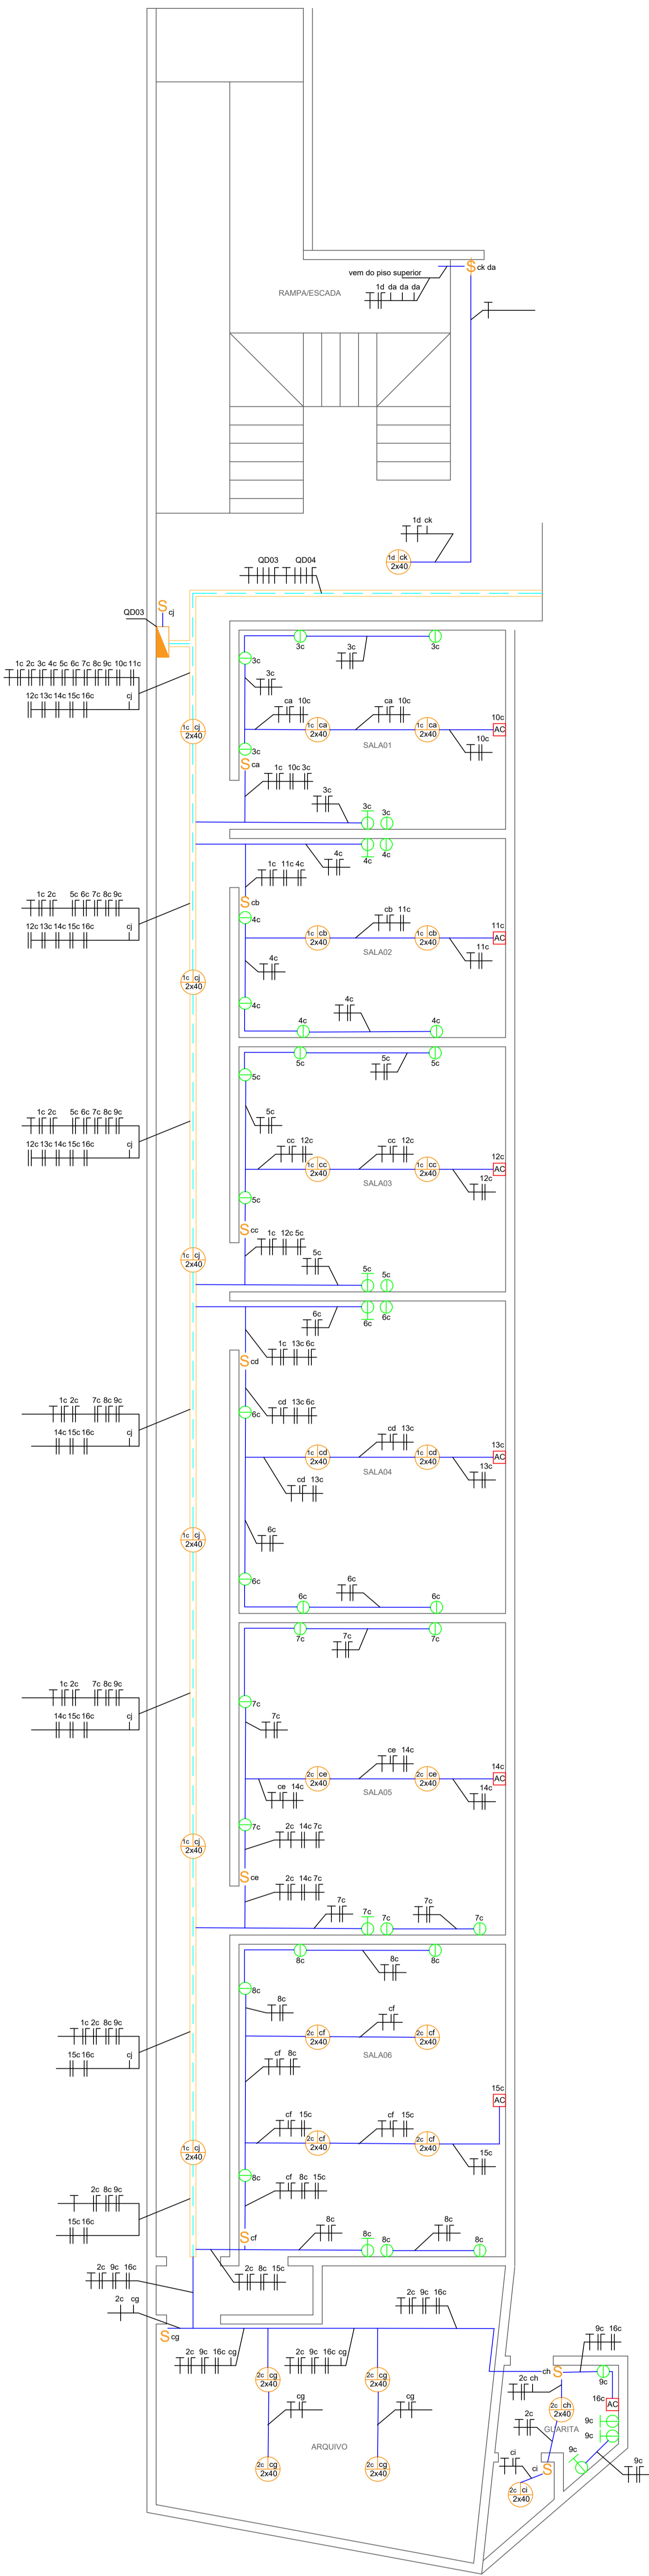 ck da
vem do piso superior
1d da da da
RAMPA/ESCADA
1d ck
1d ck
2x40
QD03 QD04
QD03
cj
3c
3c
3c
3c
1c 2c 3c 4c 5c 6c 7c 8c 9c 10c 11c
12c 13c 14c 15c 16c cj
3c
ca 10c
ca 10c
10c
AC
1c cj
2x40
1c ca
2x40
1c ca
2x40
SALA01
10c
3c
ca
1c 10c 3c
3c
3c
3c
4c
4c
4c
1c 11c 4c
1c 2c 5c 6c 7c 8c 9c
12c 13c 14c 15c 16c cj
cb
4c
cb 11c
11c
AC
1c cb
2x40
1c cb
2x40
SALA02
11c
4c
1c cj
2x40
4c
4c
4c
4c
5c
5c
5c
5c
1c 2c 5c 6c 7c 8c 9c
12c 13c 14c 15c 16c cj
5c
cc 12c
cc 12c
12c
AC
1c cc
2x40
1c cc
2x40
SALA03
12c
5c
cc
1c 12c 5c
1c cj
2x40
5c
5c
5c
6c
6c
6c
1c 13c 6c
cd
1c 2c 7c 8c 9c
14c 15c 16c cj
cd 13c 6c
6c
cd 13c
13c
AC
1c cd
2x40
1c cd
2x40
SALA04
13c
cd 13c
1c cj
2x40
6c
6c
6c
6c
6c
7c
7c
7c
1c 2c 7c 8c 9c
14c 15c 16c cj
7c
7c
ce 14c
14c
AC
2c ce
2x40
2c ce
2x40
SALA05
ce 14c
14c
7c
2c 14c 7c
1c cj
2x40
ce
2c 14c 7c
7c
7c
7c
7c
7c
8c
8c
8c
8c
8c
1c 2c 8c 9c
15c 16c cj
cf
2c cf
2x40
2c cf
2x40
SALA06
cf 8c
15c
AC
cf 15c
cf 15c
1c cj
2x40
2c cf
2x40
2c cf
2x40
15c
8c
cf 8c 15c
2c 8c 9c
15c 16c
cf
8c
8c
8c
8c
8c
2c 8c 15c
2c 9c 16c
2c cg
cg
2c 9c 16c
2c 9c 16c cg
2c 9c 16c cg
9c 16c
ch
9c
2c cg
2x40
2c cg
2x40
2c ch
16c
AC
2c ch
2x40
cg
cg
2c
9c
9c
GUARITA
ARQUIVO
2c cg
2x40
2c cg
2x40
ci
ci
9c
9c
2c ci
2x40